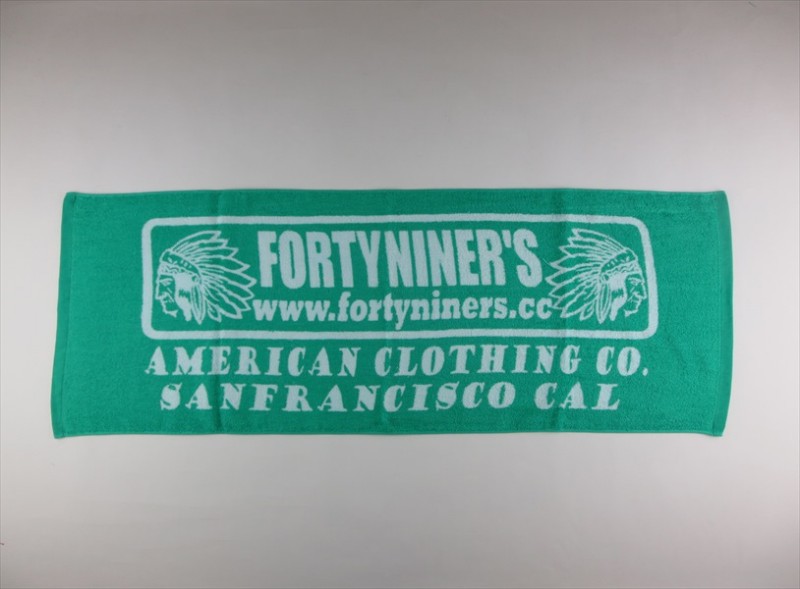 FORTYNINER'S
www.fortyniners.cc
AMERICAN CLOTHING CO.
SANFRANCISCO CAL